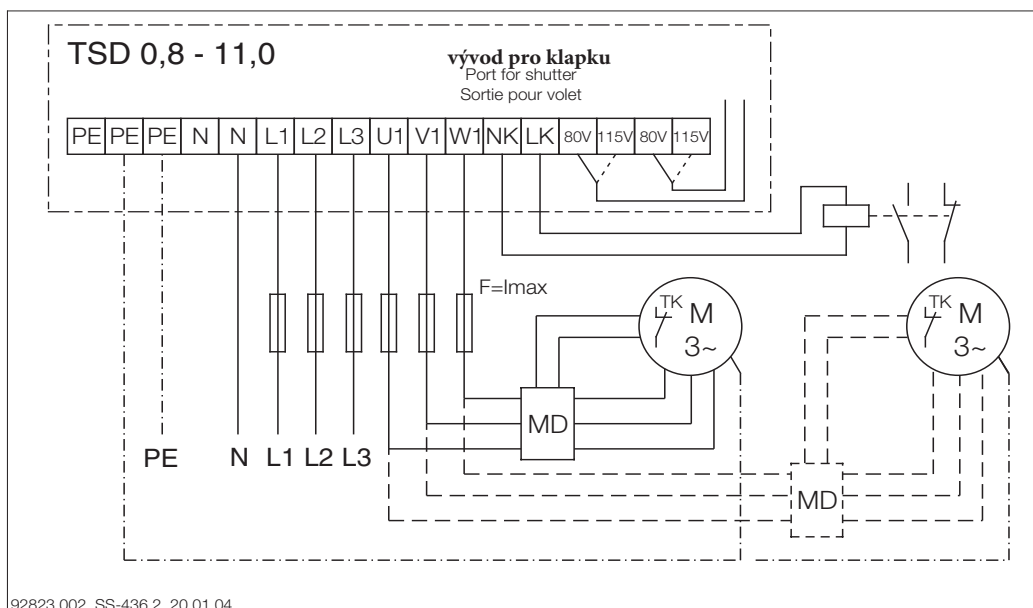 TSD 0,8 - 11,0
vývod pro klapku
Port for shutter
Sortie pour volet
PE PE PE N N L1 L2 L3 U1 V1 W1 NK LK 80V 115V 80V 115V
F=Imax
TK M 3~
TK M 3~
MD
PE N L1 L2 L3
MD
92823 002 SS-436.2 20.01.04